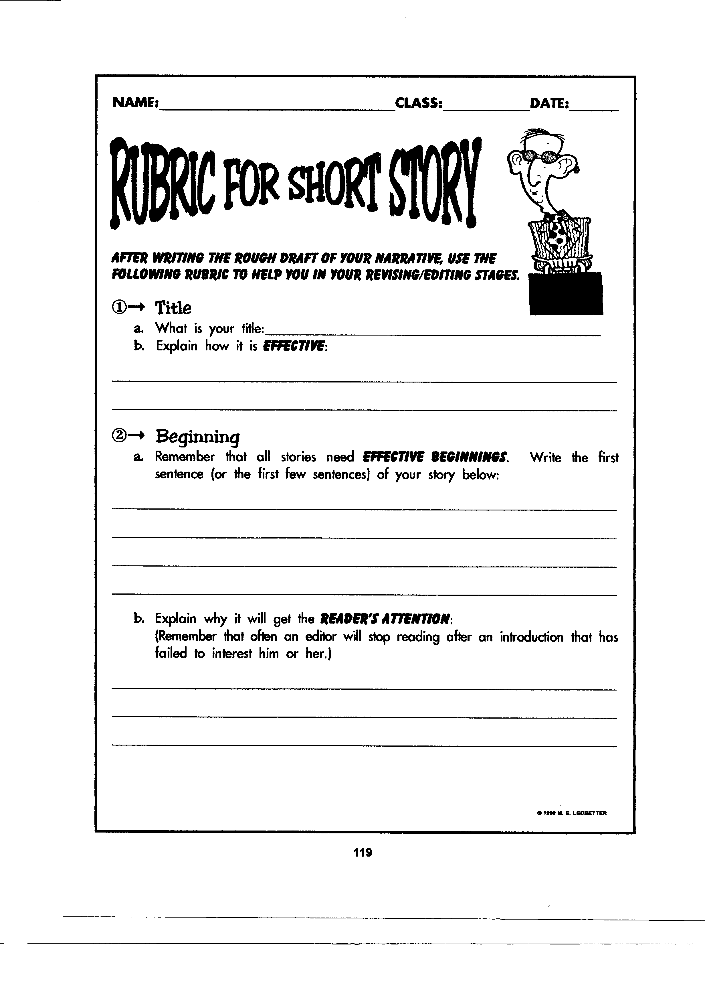 NAME: CLASS: DATE:
RUBRIC FOR SHORT STORY
AFTER WRITING THE ROUGH DRAFT OF YOUR NARRATIVE, USE THE
FOLLOWING RUBRIC TO HELP YOU IN YOUR REVISING/EDITING STAGES.
①→ Title
a. What is your title:
b. Explain how it is EFFECTIVE:
②→ Beginning
a. Remember that all stories need EFFECTIVE BEGINNINGS. Write the first
sentence (or the first few sentences) of your story below:
b. Explain why it will get the READER'S ATTENTION:
(Remember that often an editor will stop reading after an introduction that has
failed to interest him or her.)
© M. E. LEDBETTER
119